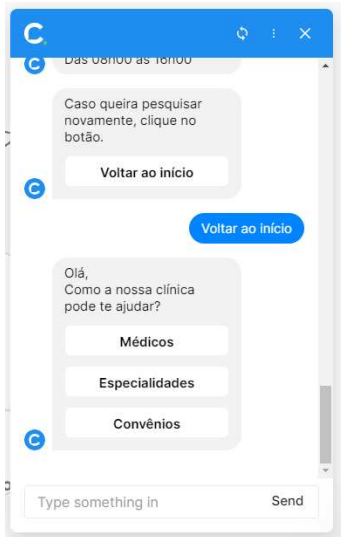 C.
Das 08h00 às 16h00
C
Caso queira pesquisar
novamente, clique no
botão.
Voltar ao início
C
Voltar ao início
Olá,
Como a nossa clínica
pode te ajudar?
Médicos
Especialidades
Convênios
C
Type something in
Send